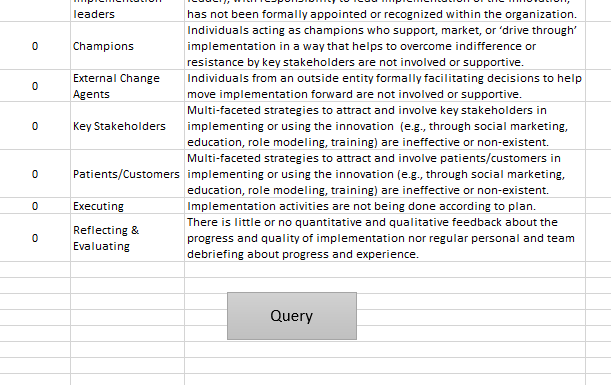 leaders
has not been formally appointed or recognized within the organization.
0
Champions
Individuals acting as champions who support, market, or ‘drive through’
implementation in a way that helps to overcome indifference or
resistance by key stakeholders are not involved or supportive.
0
External Change
Agents
Individuals from an outside entity formally facilitating decisions to help
move implementation forward are not involved or supportive.
0
Key Stakeholders
Multi-faceted strategies to attract and involve key stakeholders in
implementing or using the innovation (e.g., through social marketing,
education, role modeling, training) are ineffective or non-existent.
0
Patients/Customers
Multi-faceted strategies to attract and involve patients/customers in
implementing or using the innovation (e.g., through social marketing,
education, role modeling, training) are ineffective or non-existent.
0
Executing
Implementation activities are not being done according to plan.
0
Reflecting &
Evaluating
There is little or no quantitative and qualitative feedback about the
progress and quality of implementation nor regular personal and team
debriefing about progress and experience.
Query